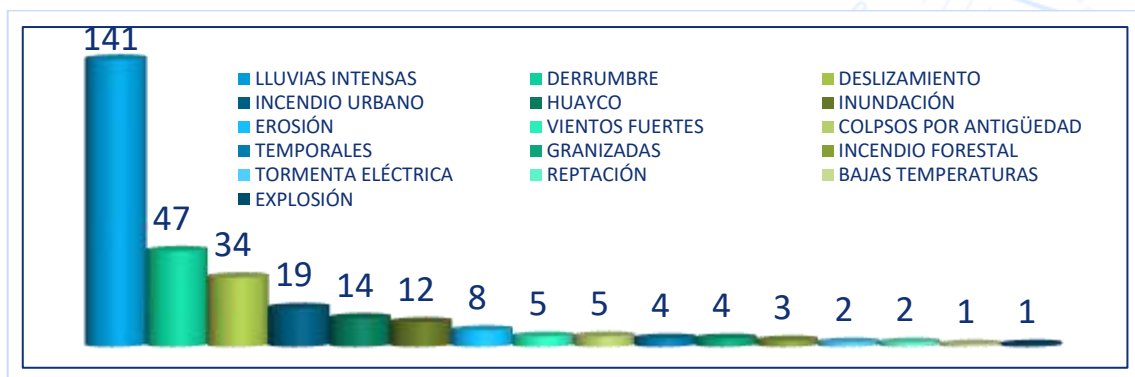 141
LLUVIAS INTENSAS DERRUMBRE DESLIZAMIENTO
INCENDIO URBANO HUAYCO INUNDACIÓN
EROSIÓN VIENTOS FUERTES COLPSOS POR ANTIGÜEDAD
TEMPORALES GRANIZADAS INCENDIO FORESTAL
TORMENTA ELÉCTRICA REPTACIÓN BAJAS TEMPERATURAS
EXPLOSIÓN
47 34 19 14 12 8 5 5 4 4 3 2 2 1 1